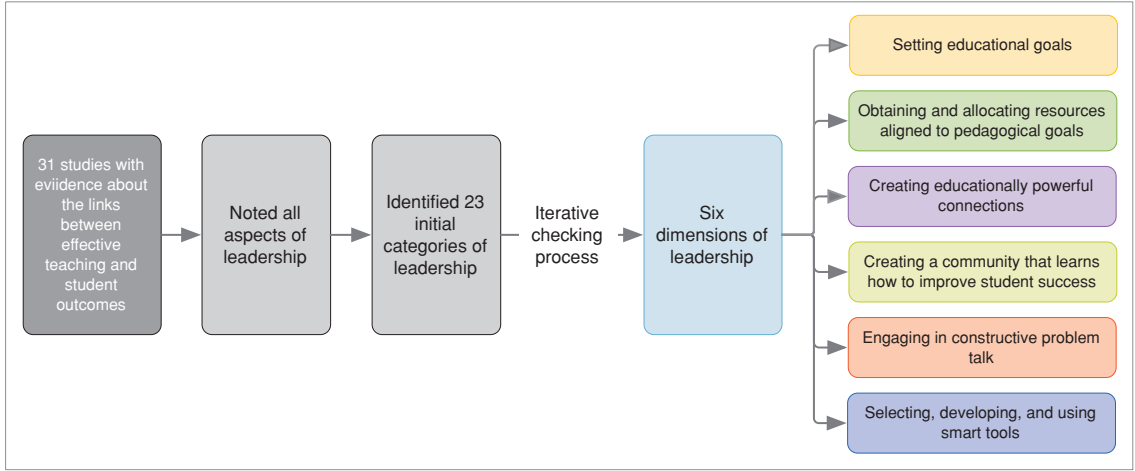 31 studies with
eviidence about
the links
between
effective
teaching and
student
outcomes
Noted all
aspects of
leadership
Identified 23
initial
categories of
leadership
Iterative
checking
process
Six
dimensions of
leadership
Setting educational goals
Obtaining and allocating resources
aligned to pedagogical goals
Creating educationally powerful
connections
Creating a community that learns
how to improve student success
Engaging in constructive problem
talk
Selecting, developing, and using
smart tools